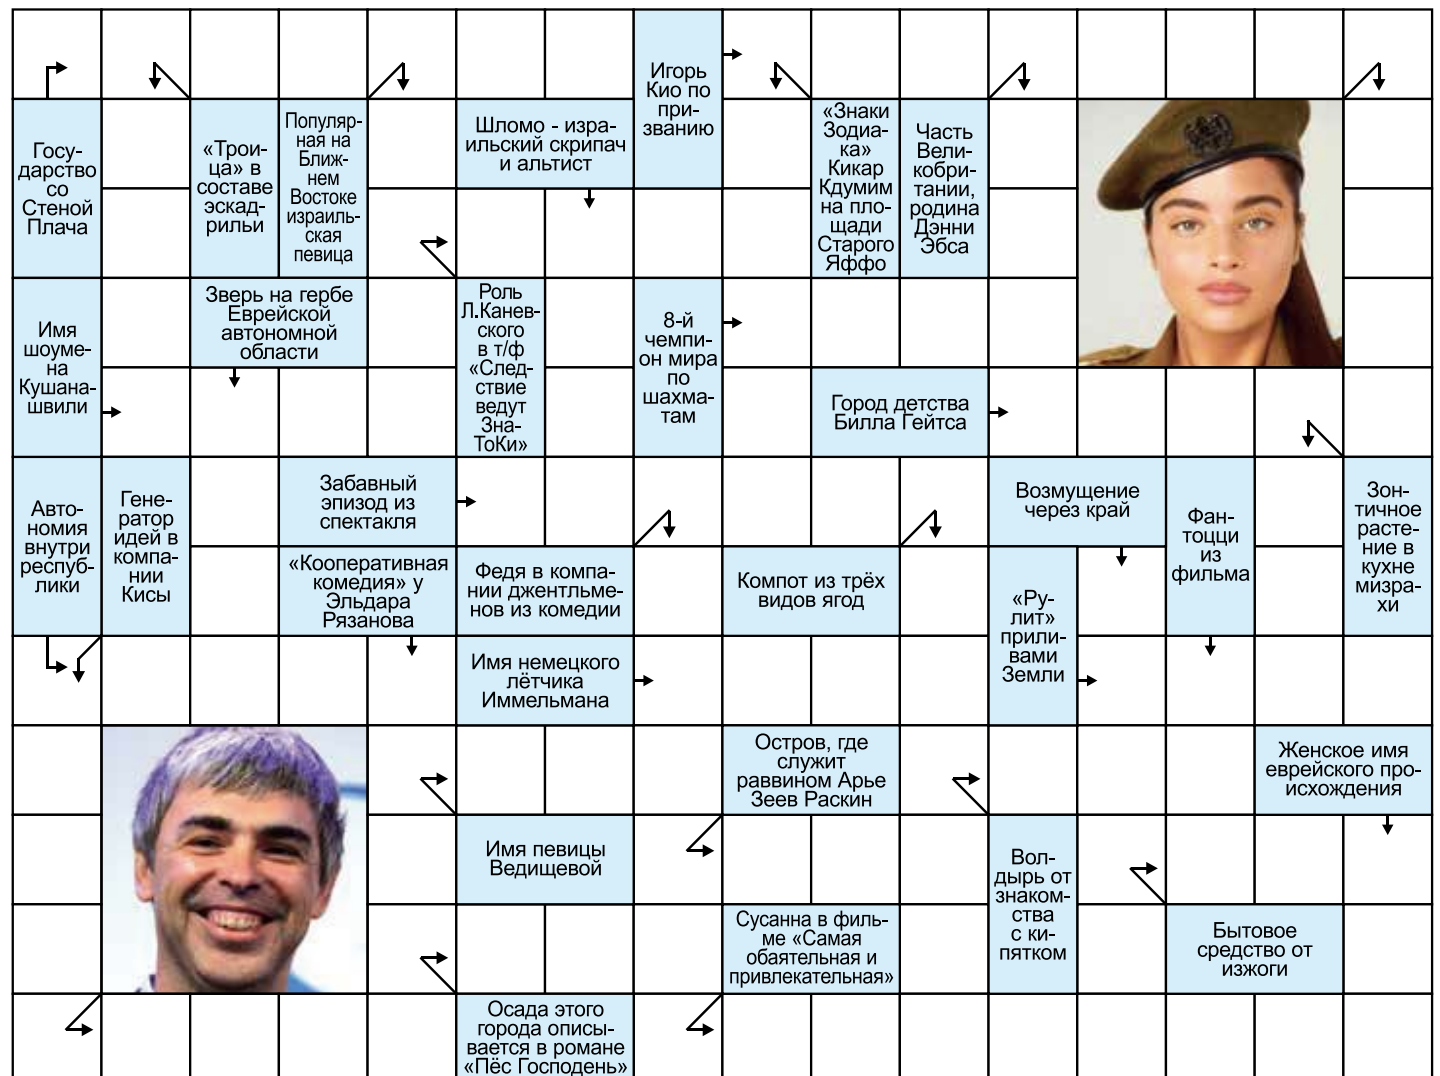 Игорь
Кио по
при-
званию
Госу-
дарство
со
Стеной
Плача
«Трои-
ца» в
составе
эскад-
рильи
Популяр-
ная на
Ближ-
нем
Востоке
израиль-
ская
певица
Шломо - изра-
ильский скрипач
и альтист
«Знаки
Зодиа-
ка»
Кикар
Кдумим
на пло-
щади
Старого
Яффо
Часть
Вели-
кобри-
тании,
родина
Дэнни
Эбса
Имя
шоуме-
на
Кушана-
швили
Зверь на гербе
Еврейской
автономной
области
Роль
Л.Канев-
ского
в т/ф
«След-
ствие
ведут
Зна-
ТоКи»
8-й
чемпи-
он мира
по
шахма-
там
Город детства
Билла Гейтса
Авто-
номия
внутри
респуб-
лики
Гене-
ратор
идей в
компа-
нии
Кисы
Забавный
эпизод из
спектакля
Возмущение
через край
Фан-
тоцци
из
фильма
Зон-
тичное
расте-
ние в
кухне
мизра-
хи
«Кооперативная
комедия» у
Эльдара
Рязанова
Федя в компа-
нии джентльме-
нов из комедии
Компот из трёх
видов ягод
«Ру-
лит»
прили-
вами
Земли
Имя немецкого
лётчика
Иммельмана
Остров, где
служит
раввином Арье
Зеев Раскин
Женское имя
еврейского про-
исхождения
Имя певицы
Ведищевой
Вол-
дырь от
знаком-
ства
с ки-
пятком
Сусанна в филь-
ме «Самая
обаятельная и
привлекательная»
Бытовое
средство от
изжоги
Осада этого
города описы-
вается в романе
«Пёс Господень»